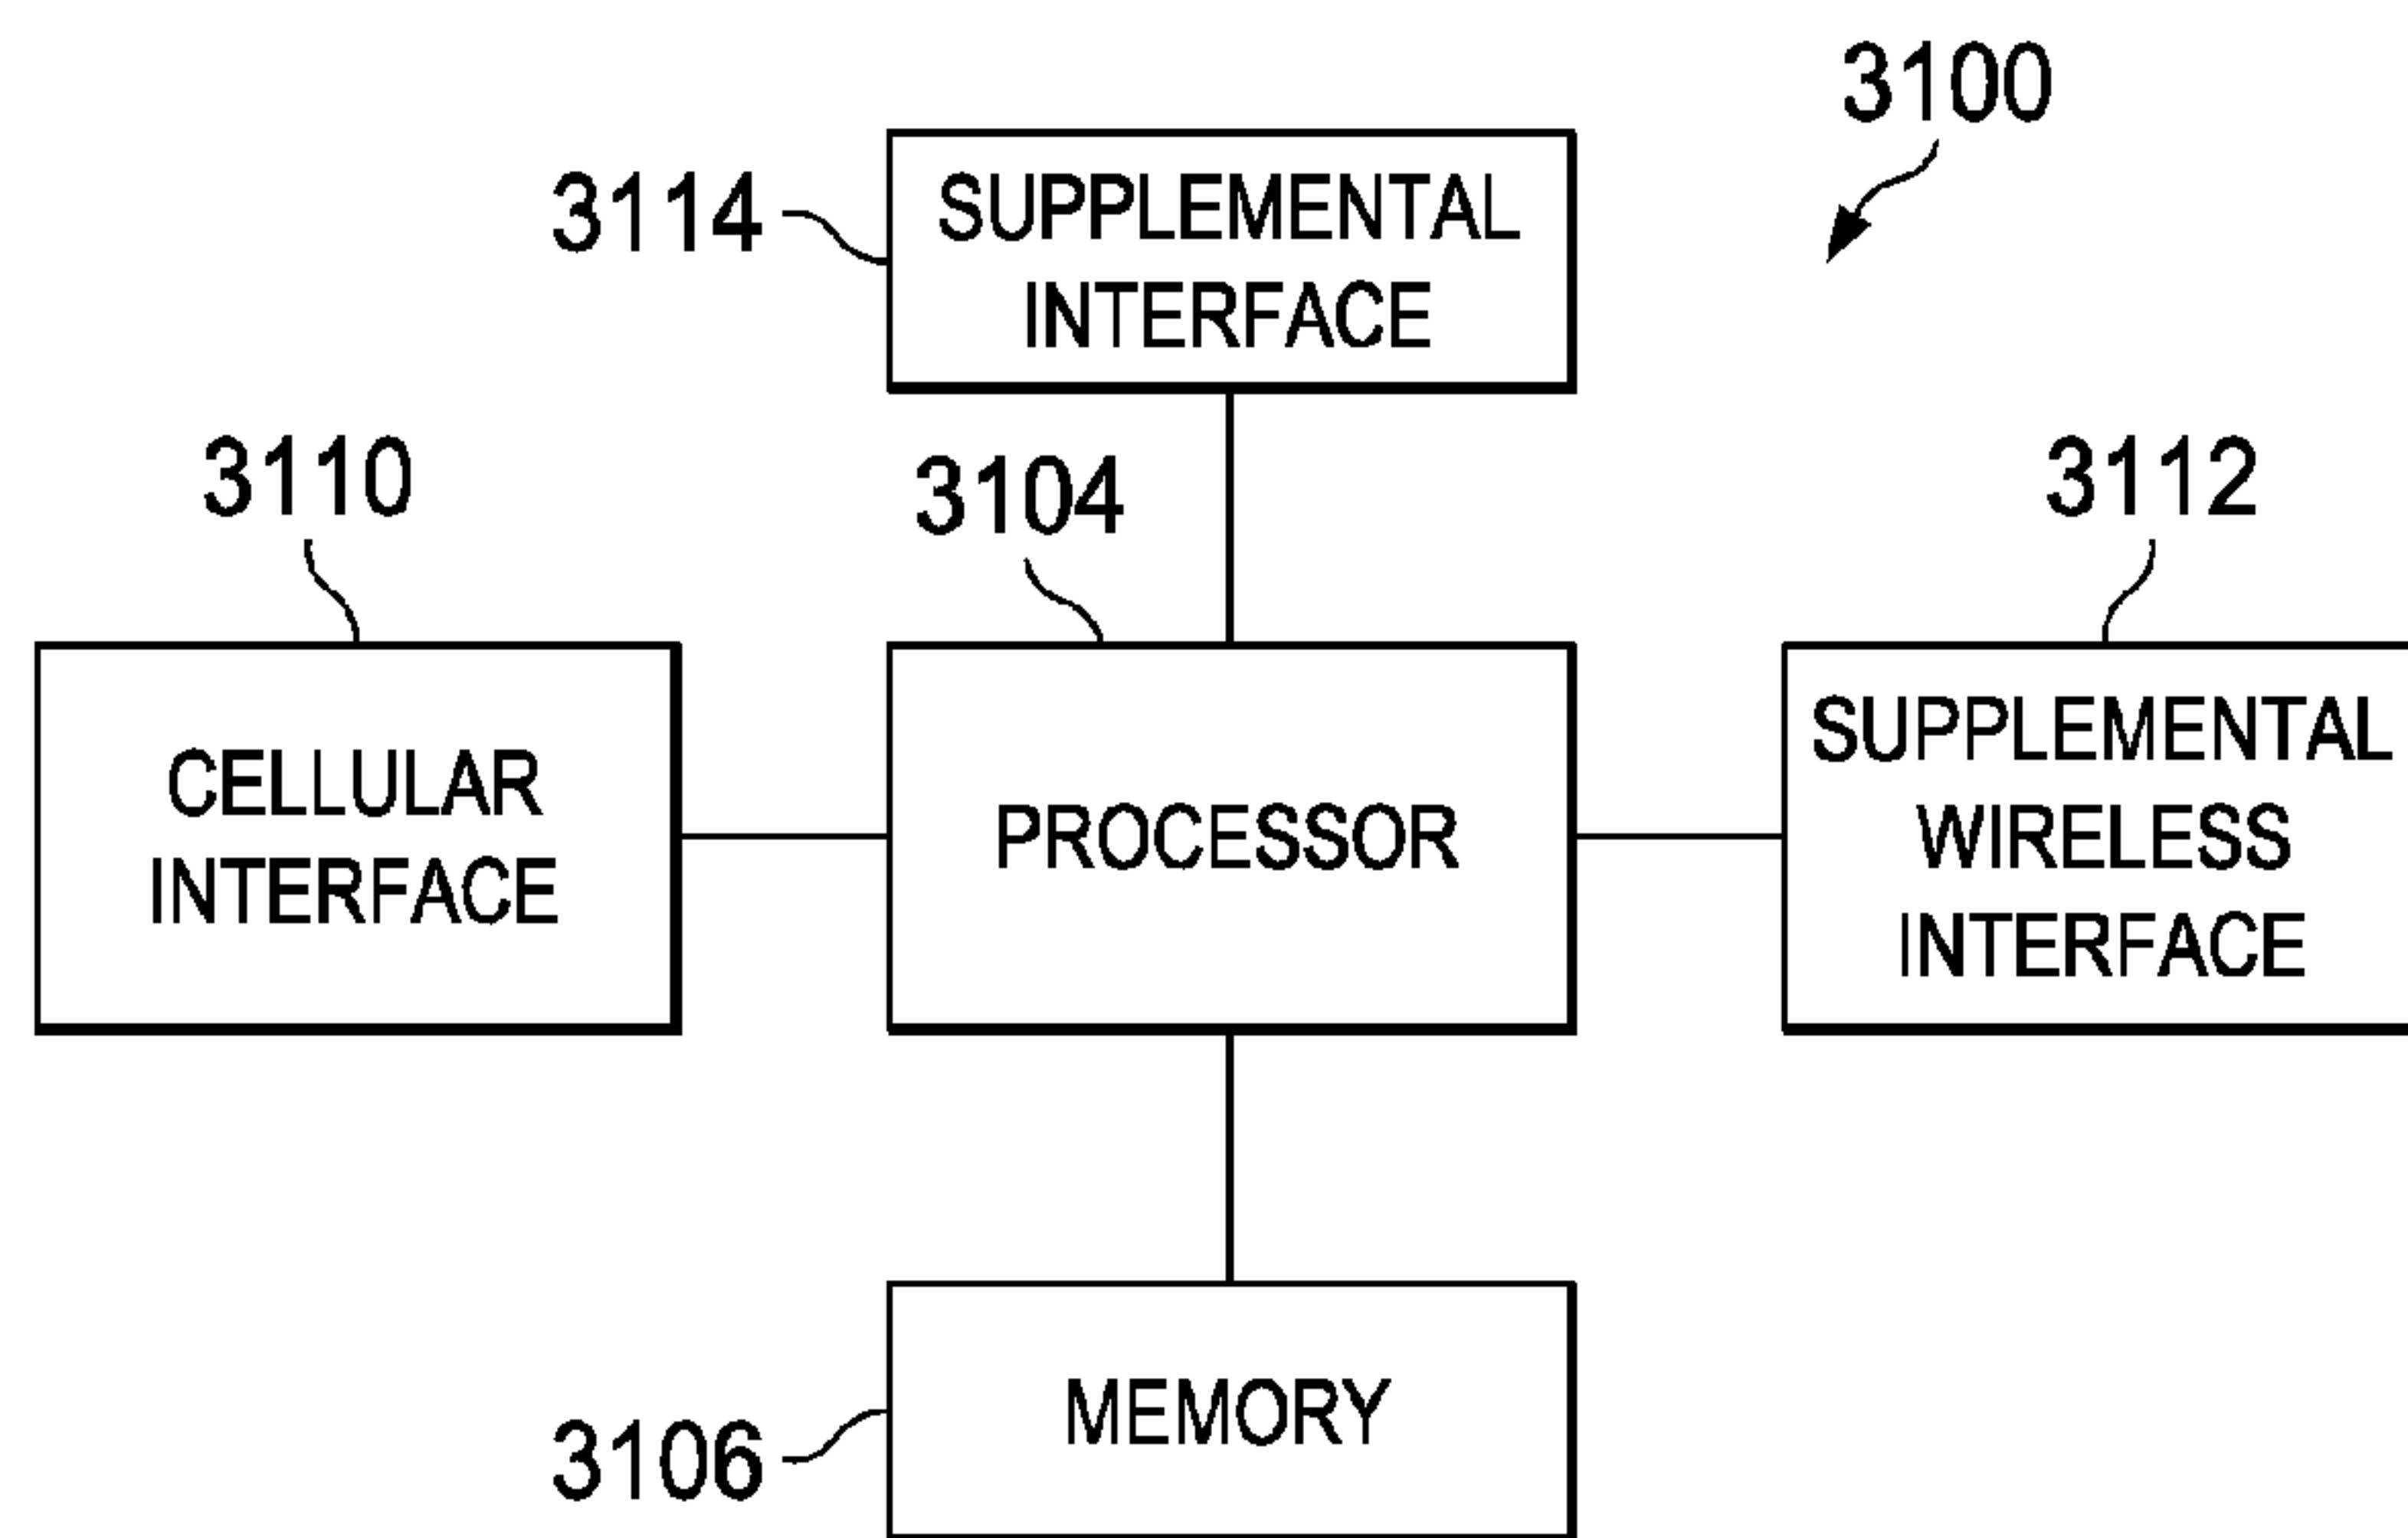 3100
3114
SUPPLEMENTAL
INTERFACE
3110
3104
3112
CELLULAR
INTERFACE
PROCESSOR
SUPPLEMENTAL
WIRELESS
INTERFACE
3106
MEMORY